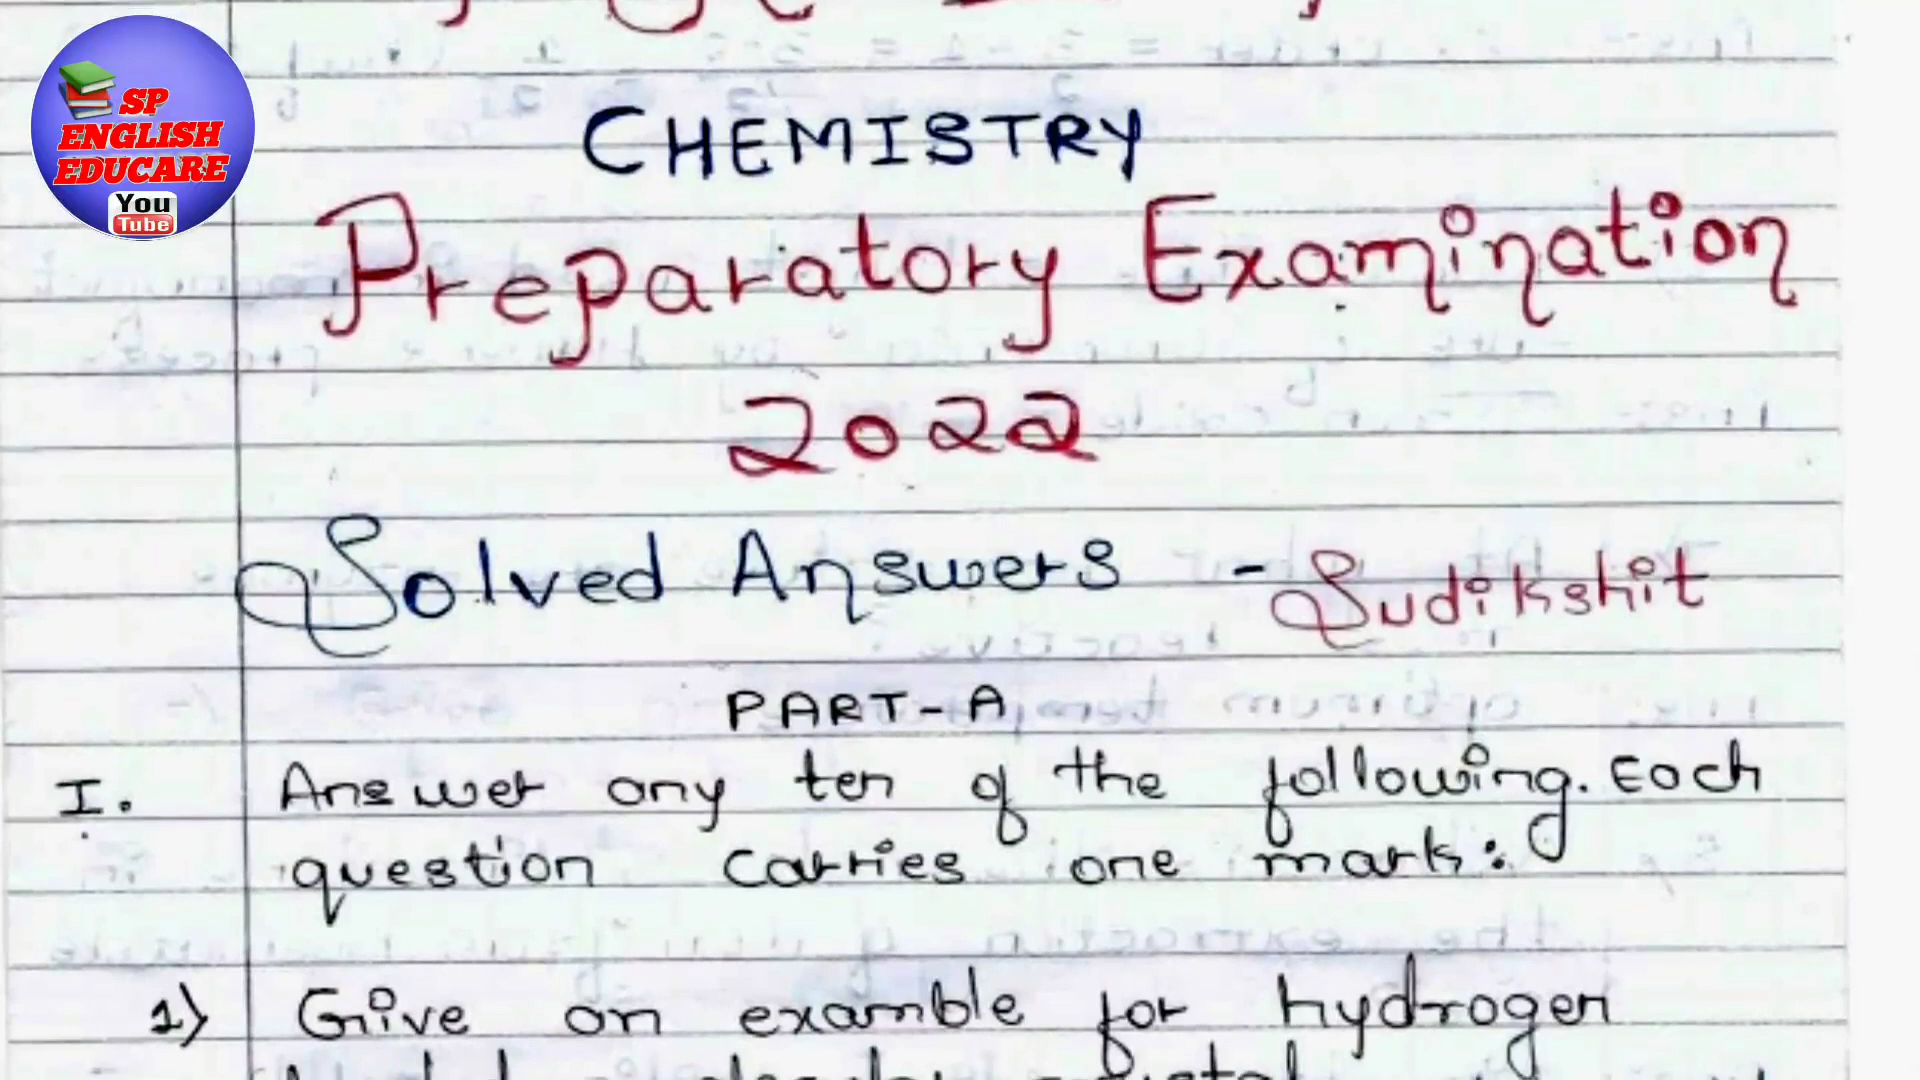 SP
ENGLISH
EDUCARE
You
Tube
CHEMISTRY
Preparatory Examination
2022
Solved Answers - Sudikshit
PART-A
I. Answer any ten of the following. Each
question carries one mark:
1) Give an examble for hydrogen